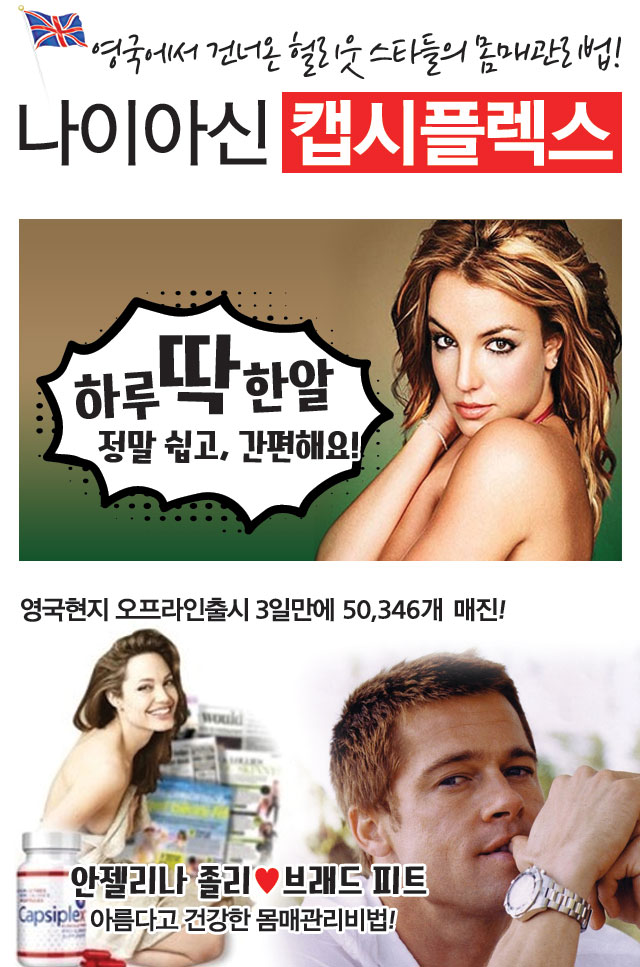 영국에서 건너온 헐리웃 스타들의 몸매관리법!
나이아신 캡시플렉스
하루 딱 한알
정말 쉽고, 간편해요!
영국현지 오프라인출시 3일만에 50,346개 매진!
would
Capsiplex
안젤리나 졸리♥브래드 피트
아름다고 건강한 몸매관리비법!